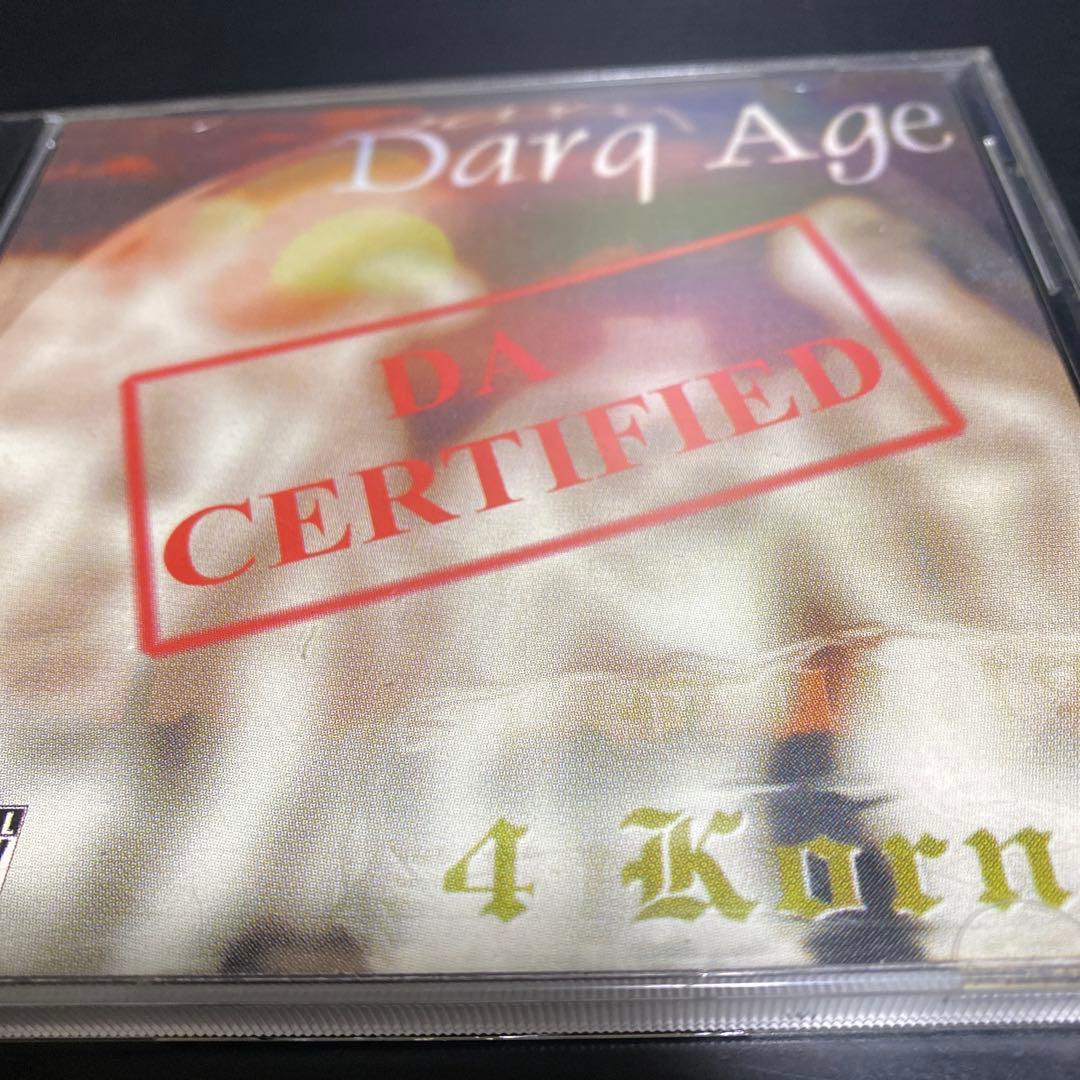 Darq Age
DA
CERTIFIED
4 Korn
L